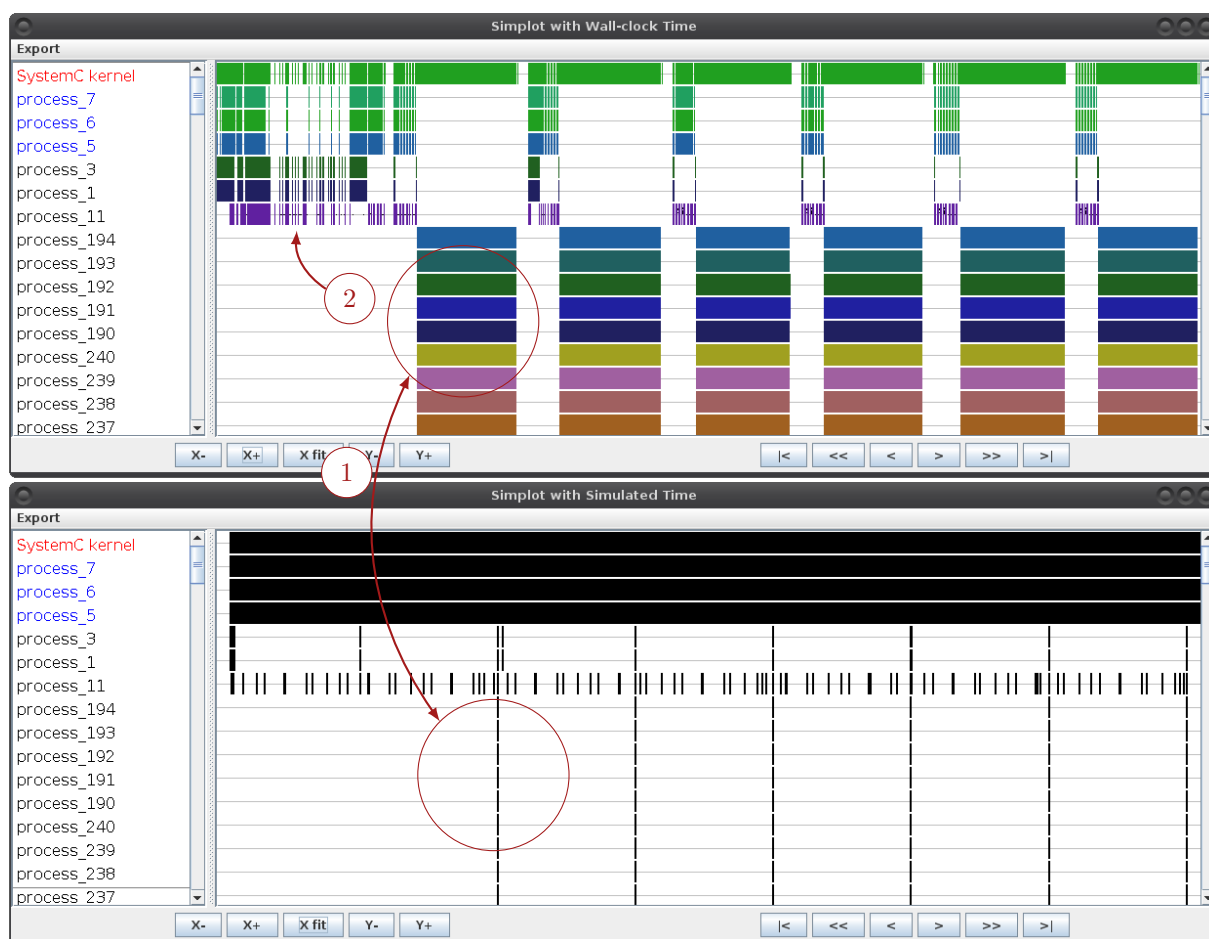 Simplot with Wall-clock Time
Export
SystemC kernel
process_7
process_6
process_5
process_3
process_1
process_11
process_194
process_193
process_192
process_191
process_190
process_240
process_239
process_238
process_237
2
X- X+ X fit Y- Y+ |< << < > >> >|
1
Simplot with Simulated Time
Export
SystemC kernel
process_7
process_6
process_5
process_3
process_1
process_11
process_194
process_193
process_192
process_191
process_190
process_240
process_239
process_238
process_237
X- X+ X fit Y- Y+ |< << < > >> >|